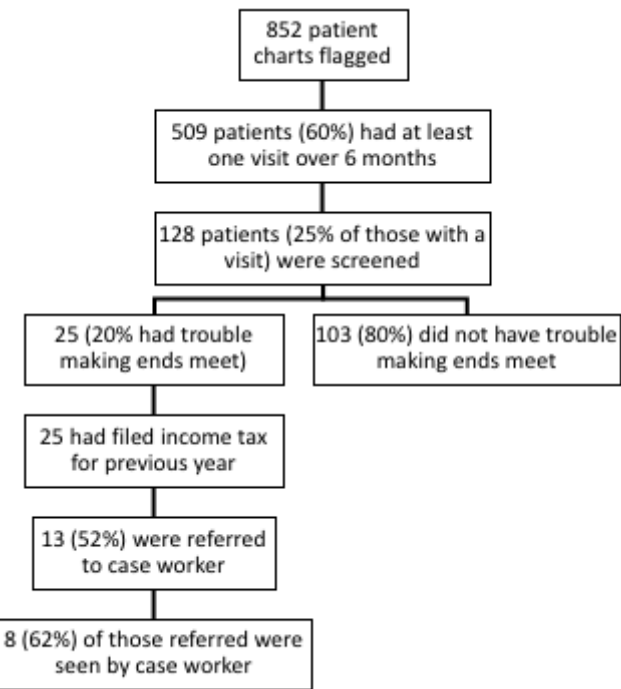 852 patient
charts flagged
509 patients (60%) had at least
one visit over 6 months
128 patients (25% of those with a
visit) were screened
25 (20% had trouble
making ends meet)
103 (80%) did not have trouble
making ends meet
25 had filed income tax
for previous year
13 (52%) were referred
to case worker
8 (62%) of those referred were
seen by case worker